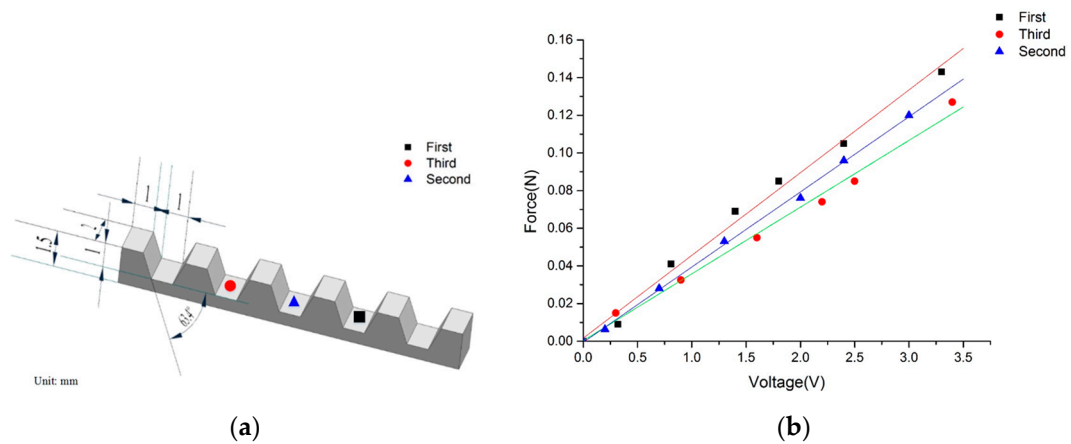 First
Third
Second
1
1
2
1.5
1
63.4°
Unit: mm
(a)
First
Third
Second
0.16
0.14
0.12
0.10
0.08
0.06
0.04
0.02
0.00
Force(N)
0.0 0.5 1.0 1.5 2.0 2.5 3.0 3.5
Voltage(V)
(b)